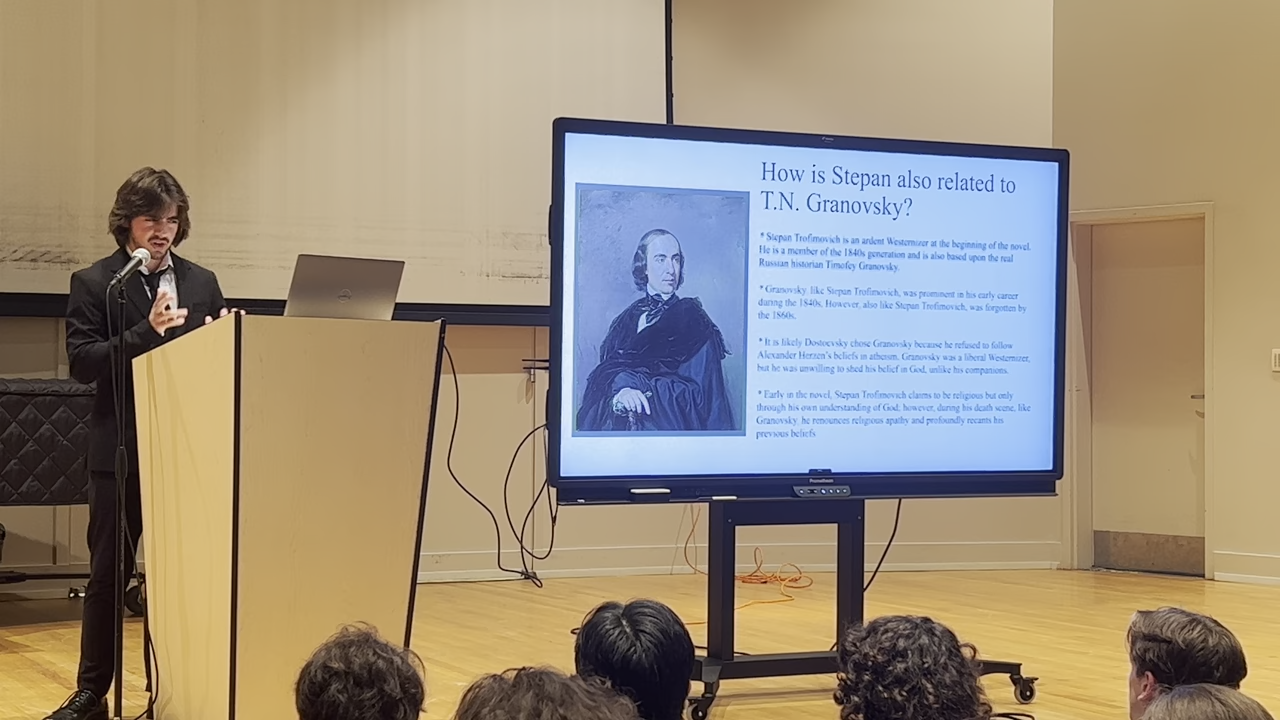 How is Stepan also related to
T.N. Granovsky?
* Stepan Trofimovich is an ardent Westernizer at the beginning of the novel.
He is a member of the 1840s generation and is also based upon the real
Russian historian Timofey Granovsky.
* Granovsky, like Stepan Trofimovich, was prominent in his early career
during the 1840s. However, also like Stepan Trofimovich, was forgotten by
the 1860s.
* It is likely Dostoevsky chose Granovsky because he refused to follow
Alexander Herzen's beliefs in atheism. Granovsky was a liberal Westernizer,
but he was unwilling to shed his belief in God, unlike his companions.
* Early in the novel, Stepan Trofimovich claims to be religious but only
through his own understanding of God; however, during his death scene, like
Granovsky, he renounces religious apathy and profoundly recants his
previous beliefs
Promethean
DELL